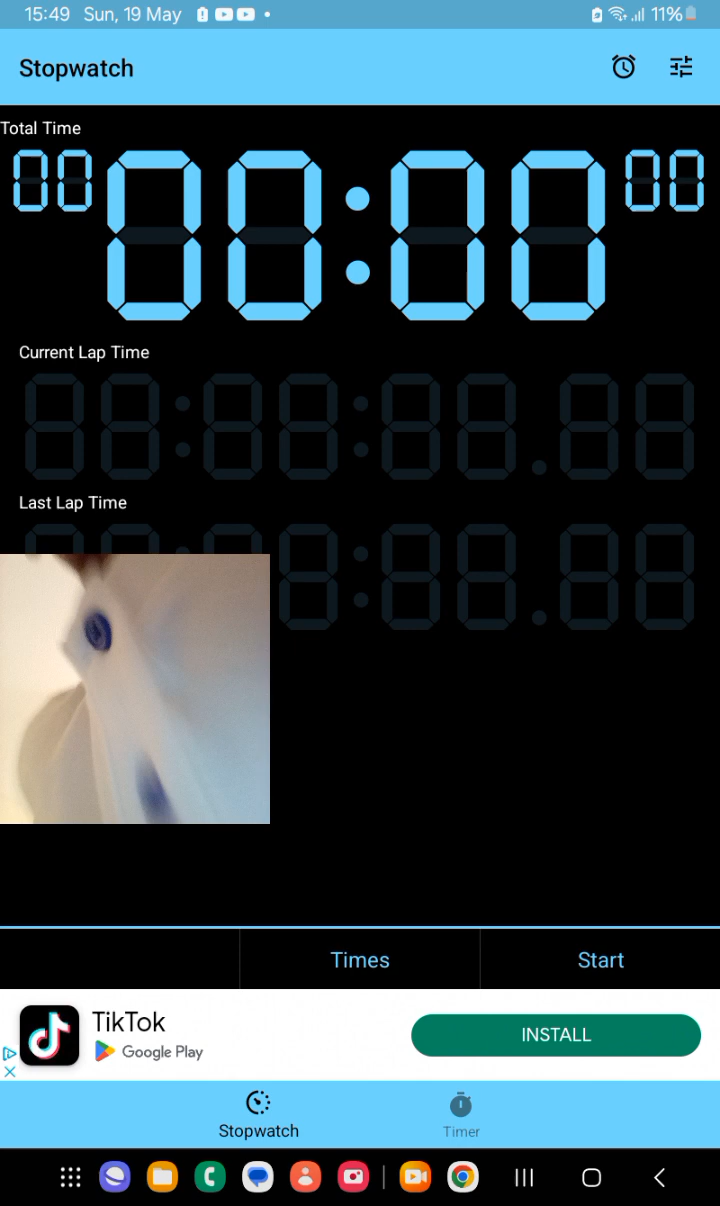 15:49 Sun, 19 May 11%
Stopwatch
Total Time
00 00:00 00
Current Lap Time
Last Lap Time
Times Start
TikTok
Google Play
INSTALL
Stopwatch Timer